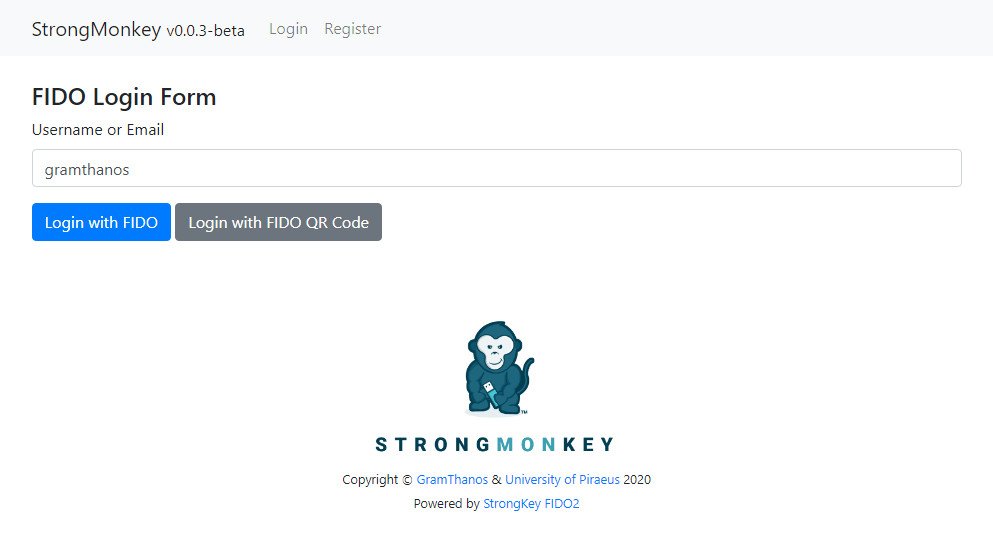 StrongMonkey v0.0.3-beta Login Register
FIDO Login Form
Username or Email
gramthanos
Login with FIDO Login with FIDO QR Code
TM
STRONGMONKEY
Copyright © GramThanos & University of Piraeus 2020
Powered by StrongKey FIDO2